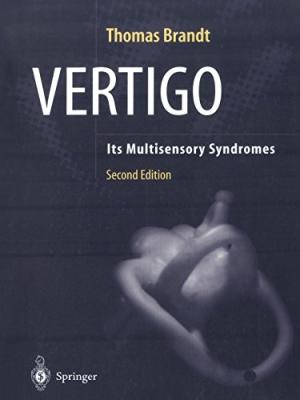 Thomas Brandt
VERTIGO
Its Multisensory Syndromes
Second Edition
Springer